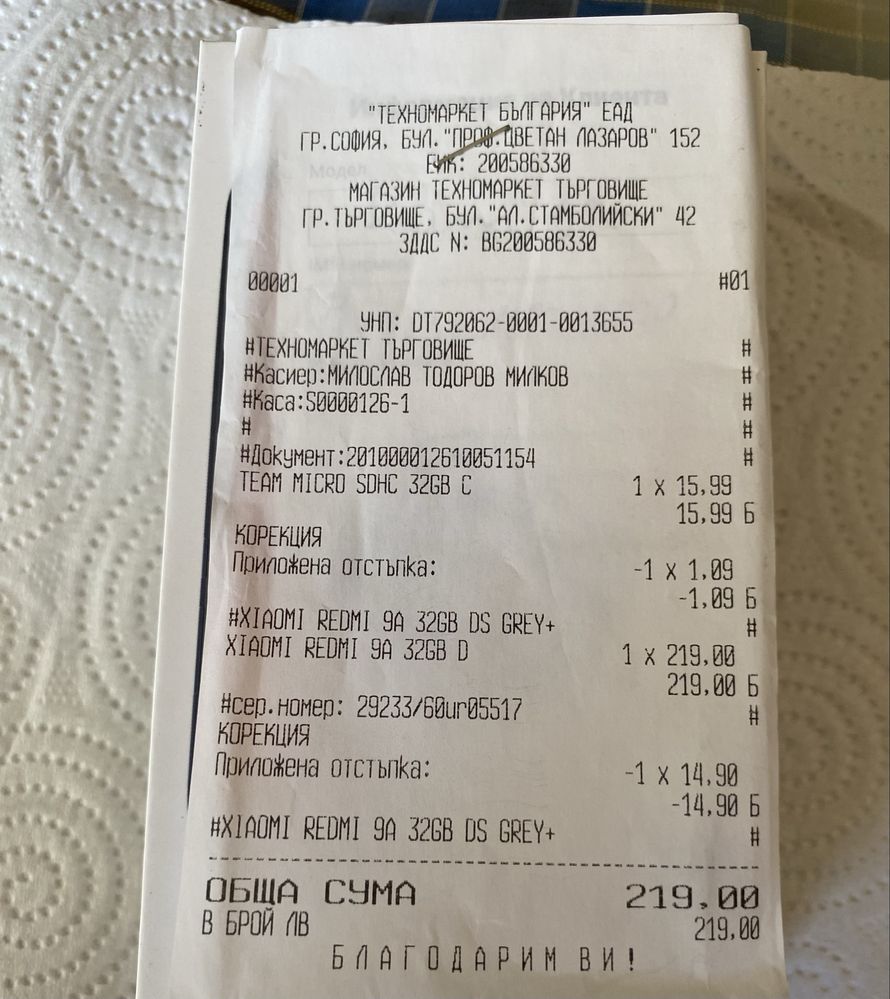 "ТЕХНОМАРКЕТ БЪЛГАРИЯ" ЕАД
ГР.СОФИЯ, БУЛ."ПРОФ.ЦВЕТАН ЛАЗАРОВ" 152
ЕИК: 200586330
МАГАЗИН ТЕХНОМАРКЕТ ТЪРГОВИЩЕ
ГР.ТЪРГОВИЩЕ, БУЛ."АЛ.СТАМБОЛИЙСКИ" 42
ЗДДС N: BG200586330
00001 #01
УНП: DT792062-0001-0013655
#ТЕХНОМАРКЕТ ТЪРГОВИЩЕ #
#Касиер:МИЛОСЛАВ ТОДОРОВ МИЛКОВ #
#Каса:S0000126-1 #
# #
#Документ:201000012610051154 #
TEAM MICRO SDHC 32GB C 1 x 15,99
15,99 Б
КОРЕКЦИЯ
Приложена отстъпка: -1 x 1,09
-1,09 Б
#XIAOMI REDMI 9A 32GB DS GREY+ #
XIAOMI REDMI 9A 32GB D 1 x 219,00
219,00 Б
#сер.номер: 29233/60ur05517 #
КОРЕКЦИЯ
Приложена отстъпка: -1 x 14,90
-14,90 Б
#XIAOMI REDMI 9A 32GB DS GREY+ #
ОБЩА СУМА 219,00
В БРОЙ ЛВ 219,00
БЛАГОДАРИМ ВИ!